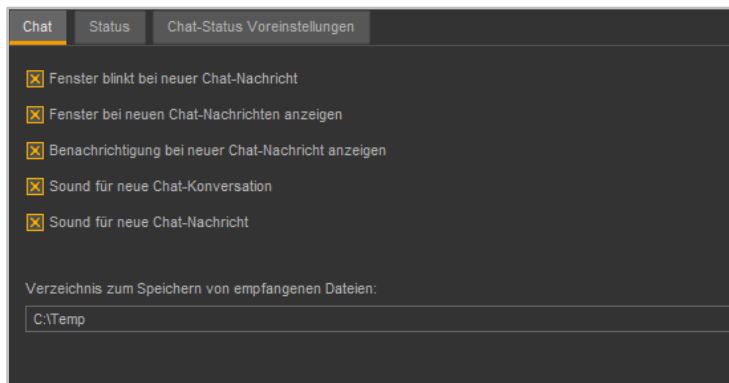 Chat Status Chat-Status Voreinstellungen
Fenster blinkt bei neuer Chat-Nachricht
Fenster bei neuen Chat-Nachrichten anzeigen
Benachrichtigung bei neuer Chat-Nachricht anzeigen
Sound für neue Chat-Konversation
Sound für neue Chat-Nachricht
Verzeichnis zum Speichern von empfangenen Dateien:
C:\Temp